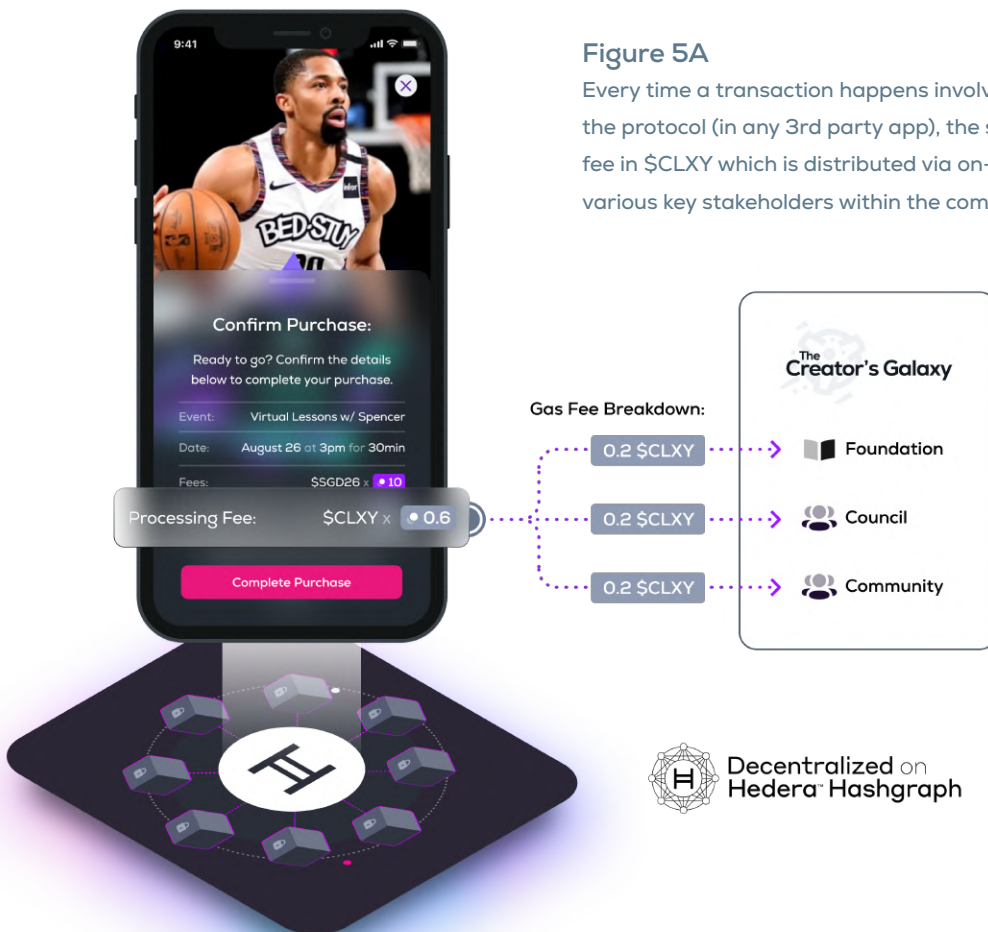 9:41
Figure 5A
Every time a transaction happens involv
the protocol (in any 3rd party app), the s
fee in $CLXY which is distributed via on-
various key stakeholders within the com
BED-STUY
Confirm Purchase:
Ready to go? Confirm the details
below to complete your purchase.
Event: Virtual Lessons w/ Spencer
Date: August 26 at 3pm for 30min
Fees: $SGD26 x 10
Processing Fee: $CLXY x 0.6
Complete Purchase
Gas Fee Breakdown:
0.2 $CLXY
0.2 $CLXY
0.2 $CLXY
The
Creator's Galaxy
Foundation
Council
Community
Decentralized on
Hedera™ Hashgraph